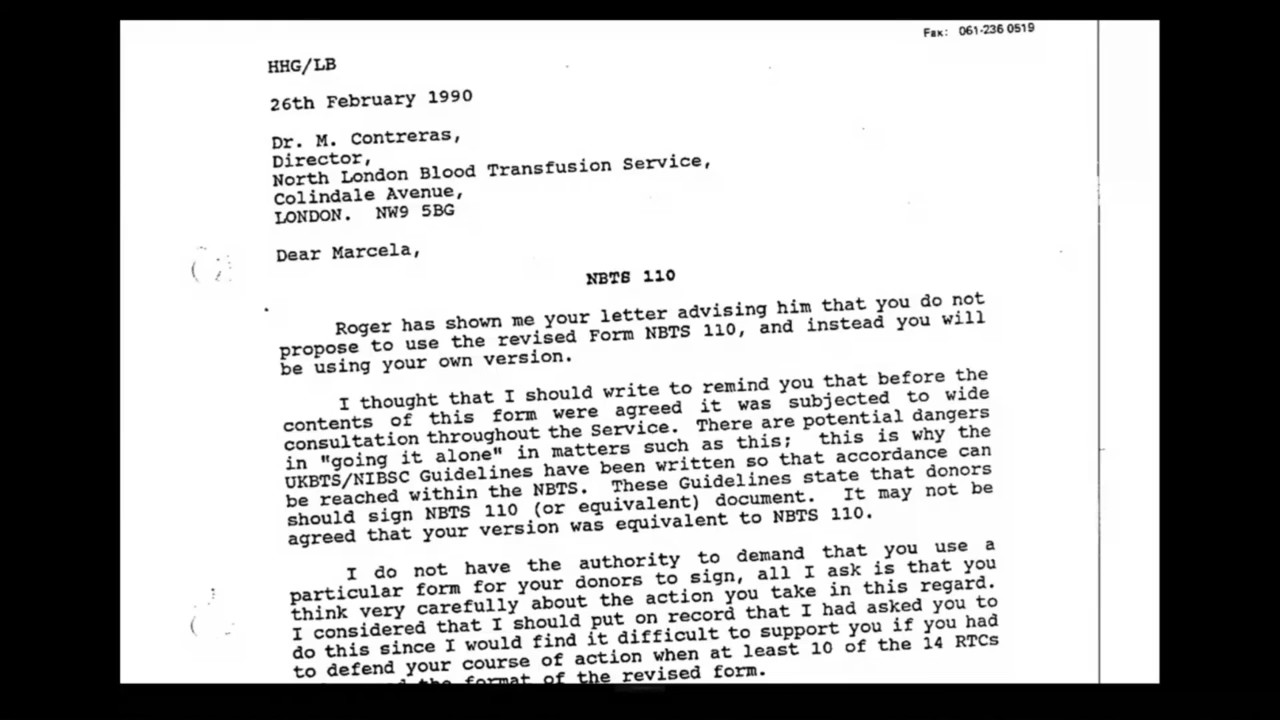 Fax: 061-236 0519
HHG/LB
26th February 1990
Dr. M. Contreras,
Director,
North London Blood Transfusion Service,
Colindale Avenue,
LONDON. NW9 5BG
Dear Marcela,
NBTS 110
Roger has shown me your letter advising him that you do not
propose to use the revised Form NBTS 110, and instead you will
be using your own version.
I thought that I should write to remind you that before the
contents of this form were agreed it was subjected to wide
consultation throughout the Service. There are potential dangers
in "going it alone" in matters such as this; this is why the
UKBTS/NIBSC Guidelines have been written so that accordance can
be reached within the NBTS. These Guidelines state that donors
should sign NBTS 110 (or equivalent) document. It may not be
agreed that your version was equivalent to NBTS 110.
I do not have the authority to demand that you use a
particular form for your donors to sign, all I ask is that you
think very carefully about the action you take in this regard.
I considered that I should put on record that I had asked you to
do this since I would find it difficult to support you if you had
to defend your course of action when at least 10 of the 14 RTCs
the format of the revised form.